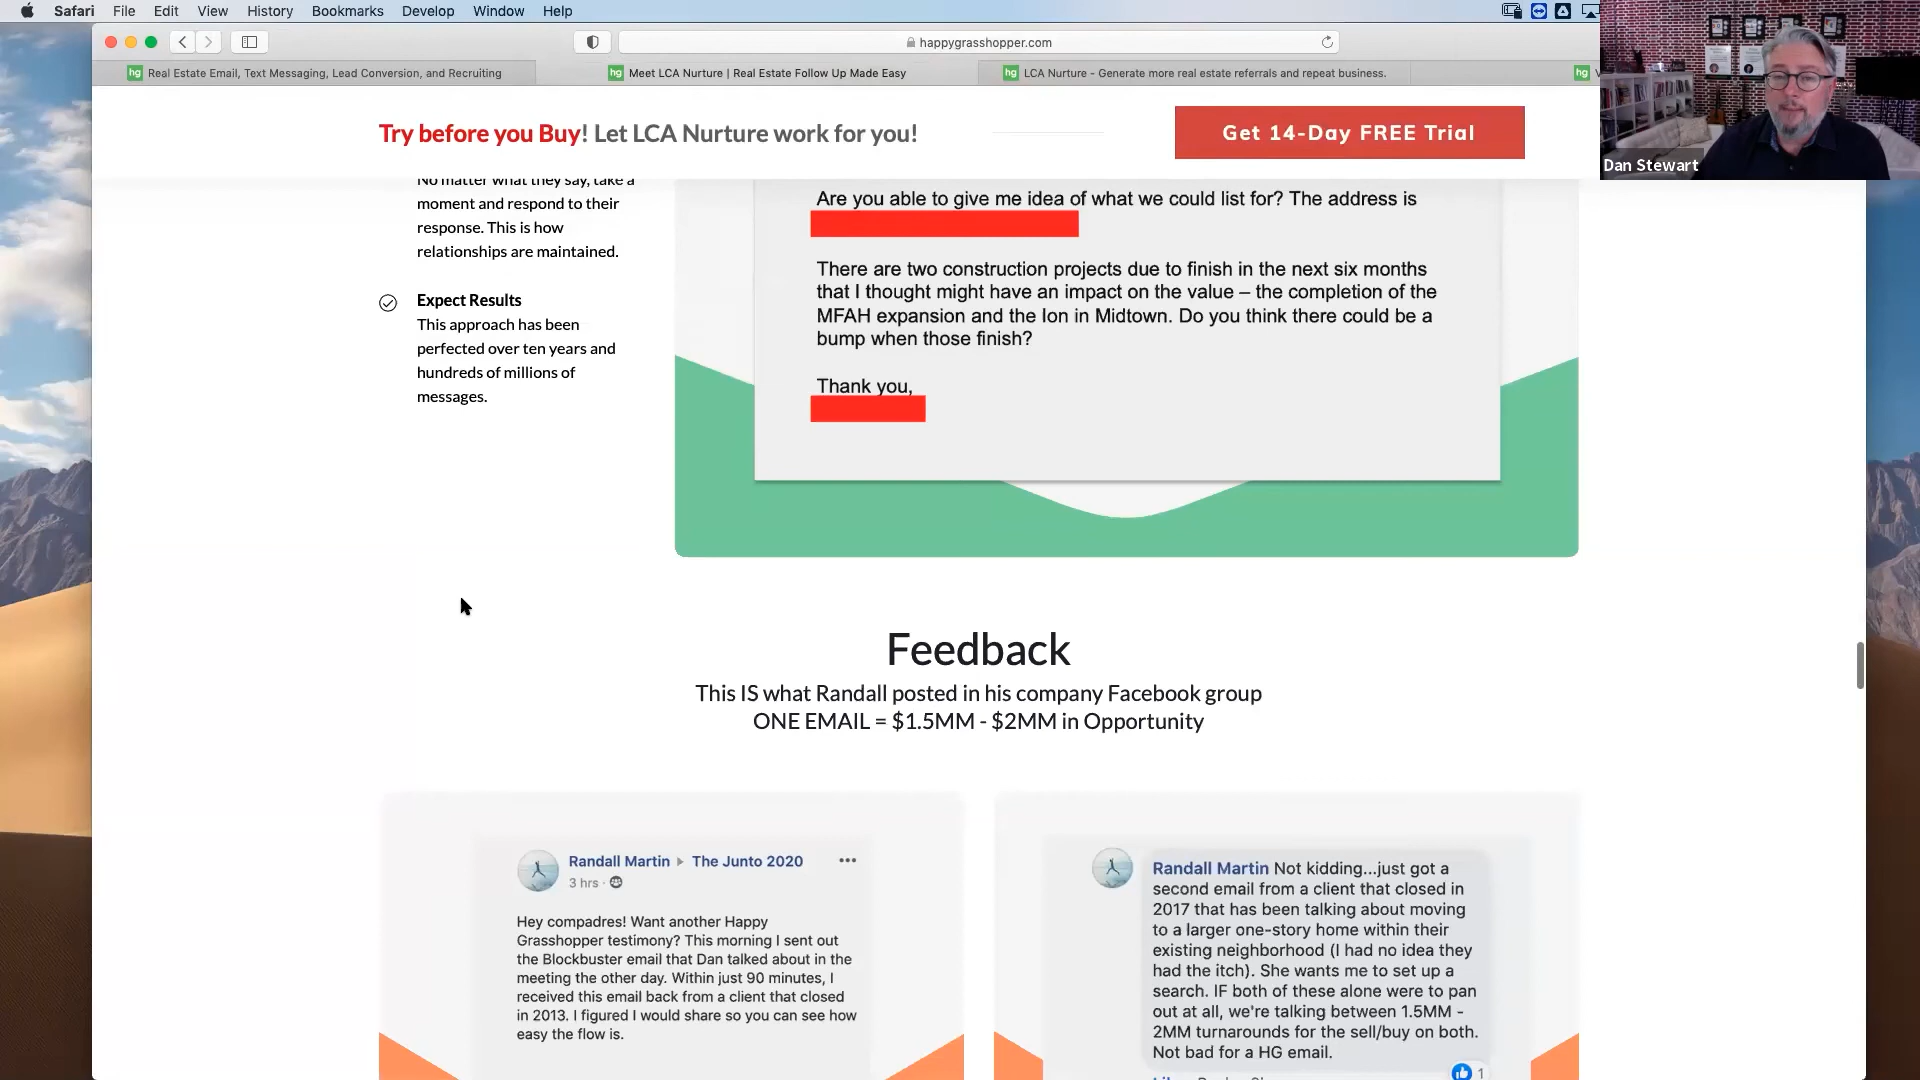 Safari File Edit View History Bookmarks Develop Window Help
happygrasshopper.com
hg Real Estate Email, Text Messaging, Lead Conversion, and Recruiting
hg Meet LCA Nurture | Real Estate Follow Up Made Easy
hg LCA Nurture - Generate more real estate referrals and repeat business.
hg
Dan Stewart
Try before you Buy! Let LCA Nurture work for you!
Get 14-Day FREE Trial
No matter what they say, take a
moment and respond to their
response. This is how
relationships are maintained.
Expect Results
This approach has been
perfected over ten years and
hundreds of millions of
messages.
Are you able to give me idea of what we could list for? The address is
There are two construction projects due to finish in the next six months
that I thought might have an impact on the value – the completion of the
MFAH expansion and the Ion in Midtown. Do you think there could be a
bump when those finish?
Thank you,
Feedback
This IS what Randall posted in his company Facebook group
ONE EMAIL = $1.5MM - $2MM in Opportunity
Randall Martin The Junto 2020
3 hrs ·
Hey compadres! Want another Happy
Grasshopper testimony? This morning I sent out
the Blockbuster email that Dan talked about in the
meeting the other day. Within just 90 minutes, I
received this email back from a client that closed
in 2013. I figured I would share so you can see how
easy the flow is.
Randall Martin Not kidding...just got a
second email from a client that closed in
2017 that has been talking about moving
to a larger one-story home within their
existing neighborhood (I had no idea they
had the itch). She wants me to set up a
search. IF both of these alone were to pan
out at all, we're talking between 1.5MM -
2MM turnarounds for the sell/buy on both.
Not bad for a HG email.
1